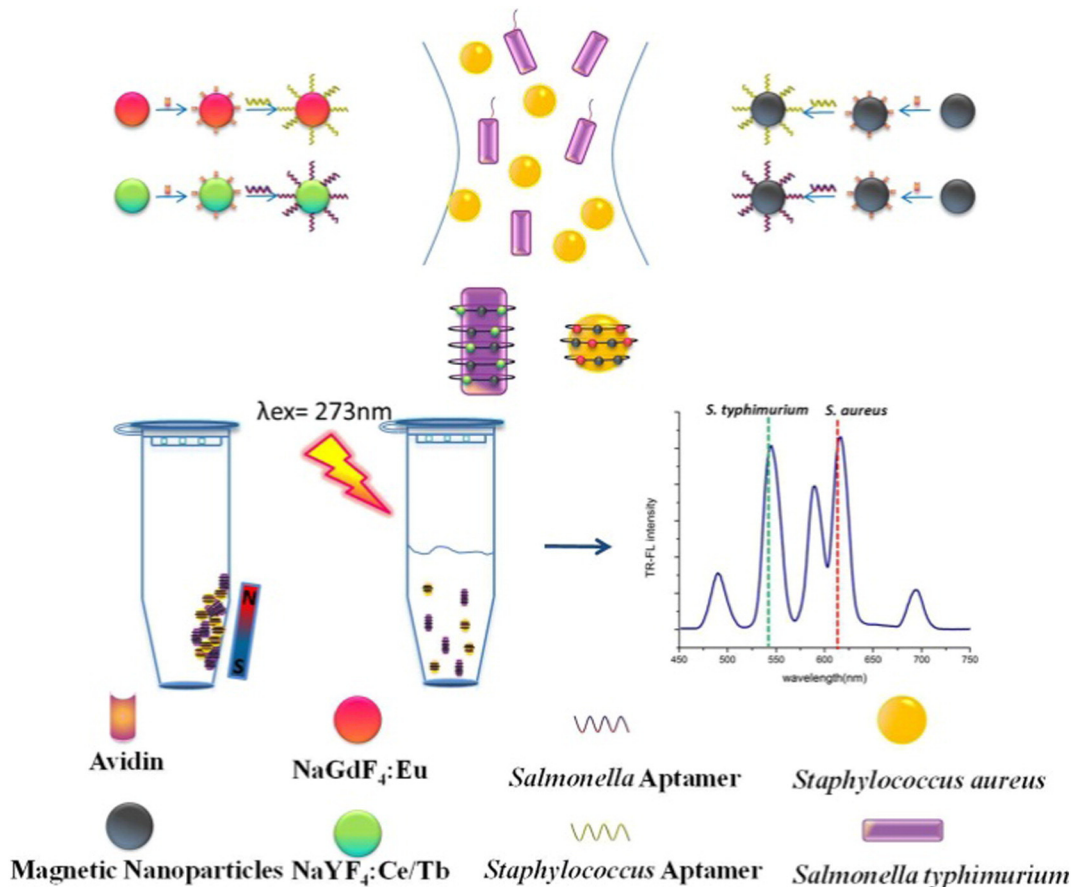 λex= 273nm
N
S
S. typhimurium
S. aureus
TR-FL intensity
450 500 550 600 650 700 750
wavelength(nm)
Avidin
NaGdF₄:Eu
Salmonella Aptamer
Staphylococcus aureus
Magnetic Nanoparticles
NaYF₄:Ce/Tb
Staphylococcus Aptamer
Salmonella typhimurium